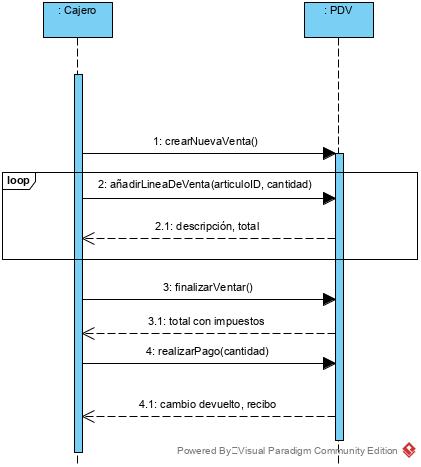 : Cajero
: PDV
1: crearNuevaVenta()
loop
2: añadirLineaDeVenta(articuloID, cantidad)
2.1: descripción, total
3: finalizarVentar()
3.1: total con impuestos
4: realizarPago(cantidad)
4.1: cambio devuelto, recibo
Powered By Visual Paradigm Community Edition